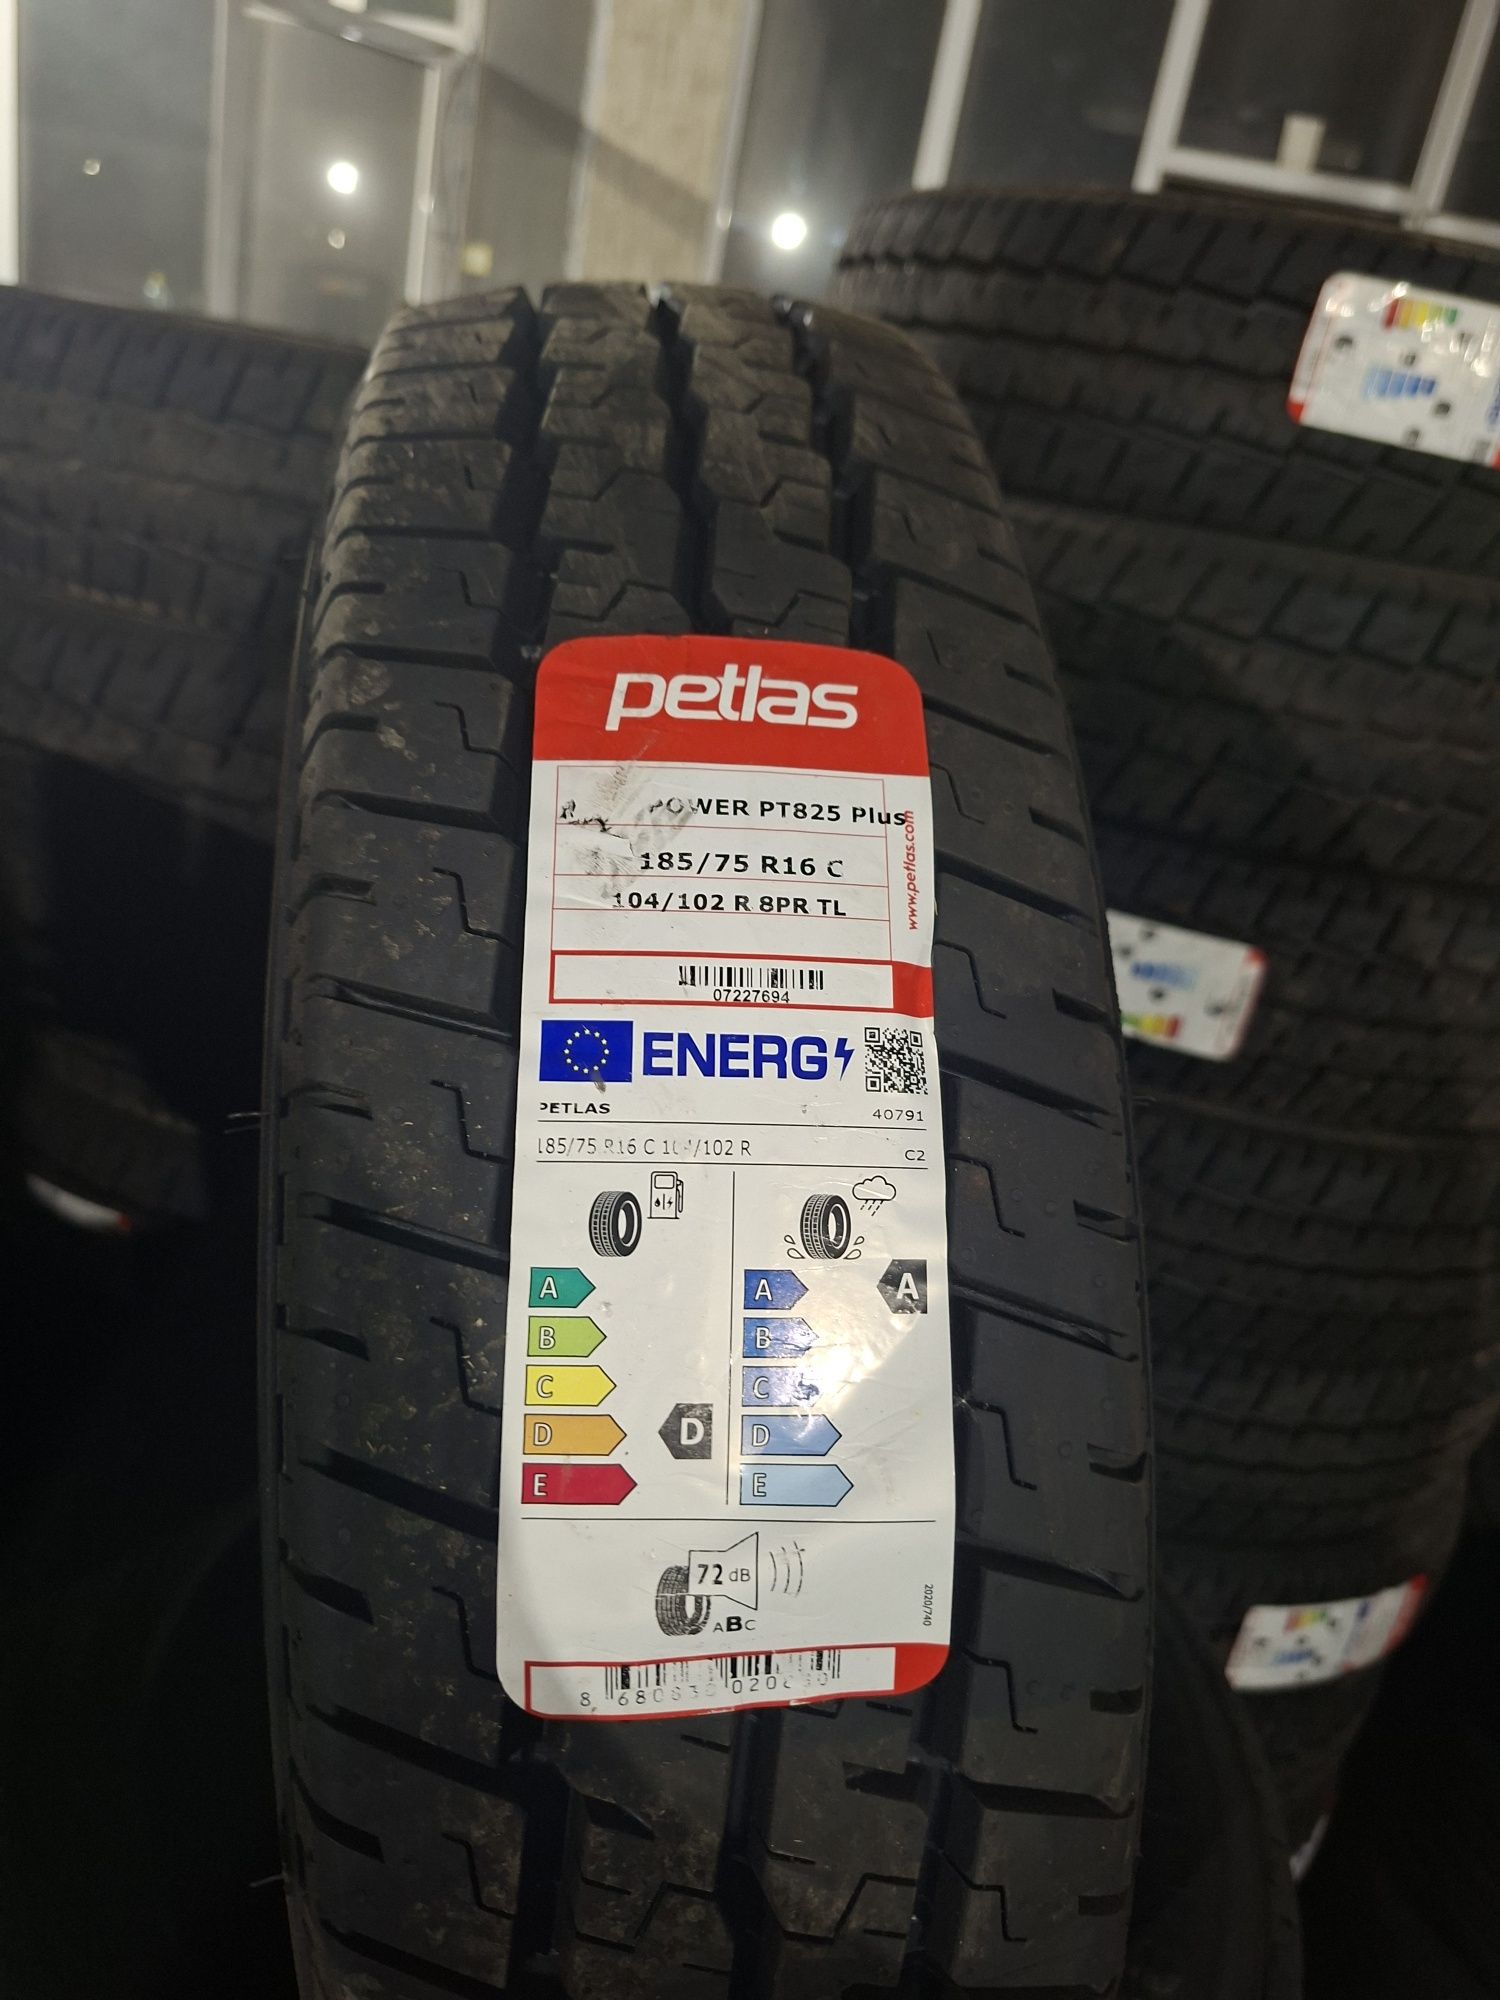 petlas
POWER PT825 Plus
185/75 R16 C
104/102 R 8PR TL
www.petlas.com
07227694
ENERG
PETLAS 40791
185/75 R16 C 104/102 R C2
A A A
B B
C C
D D D
E E
72 dB
ABC
2020/740